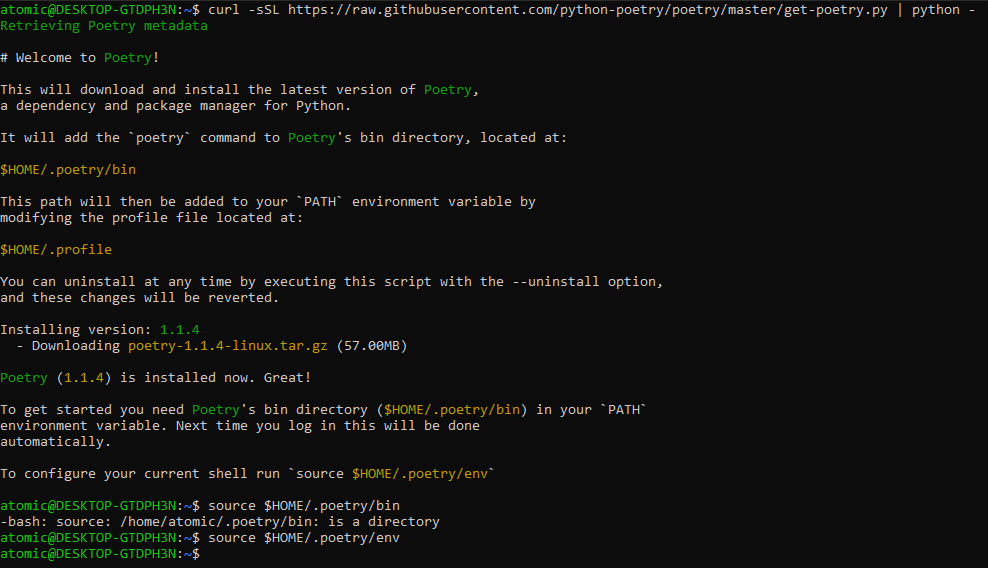 atomic@DESKTOP-GTDPH3N:~$ curl -sSL https://raw.githubusercontent.com/python-poetry/poetry/master/get-poetry.py | python -
Retrieving Poetry metadata
# Welcome to Poetry!
This will download and install the latest version of Poetry,
a dependency and package manager for Python.
It will add the `poetry` command to Poetry's bin directory, located at:
$HOME/.poetry/bin
This path will then be added to your `PATH` environment variable by
modifying the profile file located at:
$HOME/.profile
You can uninstall at any time by executing this script with the --uninstall option,
and these changes will be reverted.
Installing version: 1.1.4
  - Downloading poetry-1.1.4-linux.tar.gz (57.00MB)
Poetry (1.1.4) is installed now. Great!
To get started you need Poetry's bin directory ($HOME/.poetry/bin) in your `PATH`
environment variable. Next time you log in this will be done
automatically.
To configure your current shell run `source $HOME/.poetry/env`
atomic@DESKTOP-GTDPH3N:~$ source $HOME/.poetry/bin
-bash: source: /home/atomic/.poetry/bin: is a directory
atomic@DESKTOP-GTDPH3N:~$ source $HOME/.poetry/env
atomic@DESKTOP-GTDPH3N:~$